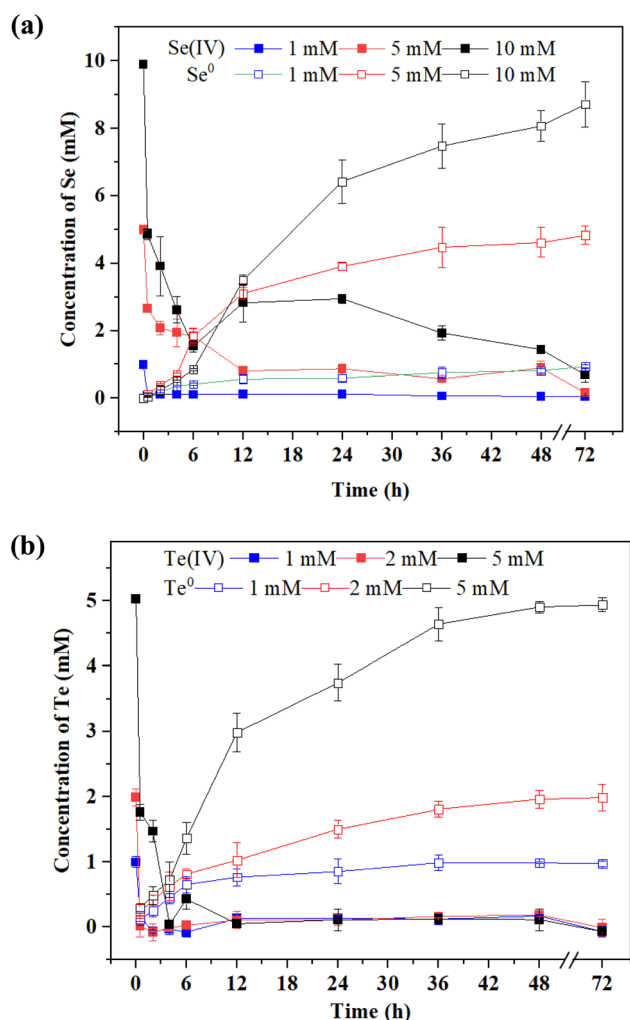 (a)
Se(IV) 1 mM 5 mM 10 mM
Se⁰ 1 mM 5 mM 10 mM
10
8
6
4
2
0
Concentration of Se (mM)
0 6 12 18 24 30 36 42 48 72
Time (h)
(b)
Te(IV) 1 mM 2 mM 5 mM
Te⁰ 1 mM 2 mM 5 mM
5
4
3
2
1
0
Concentration of Te (mM)
0 6 12 18 24 30 36 42 48 72
Time (h)